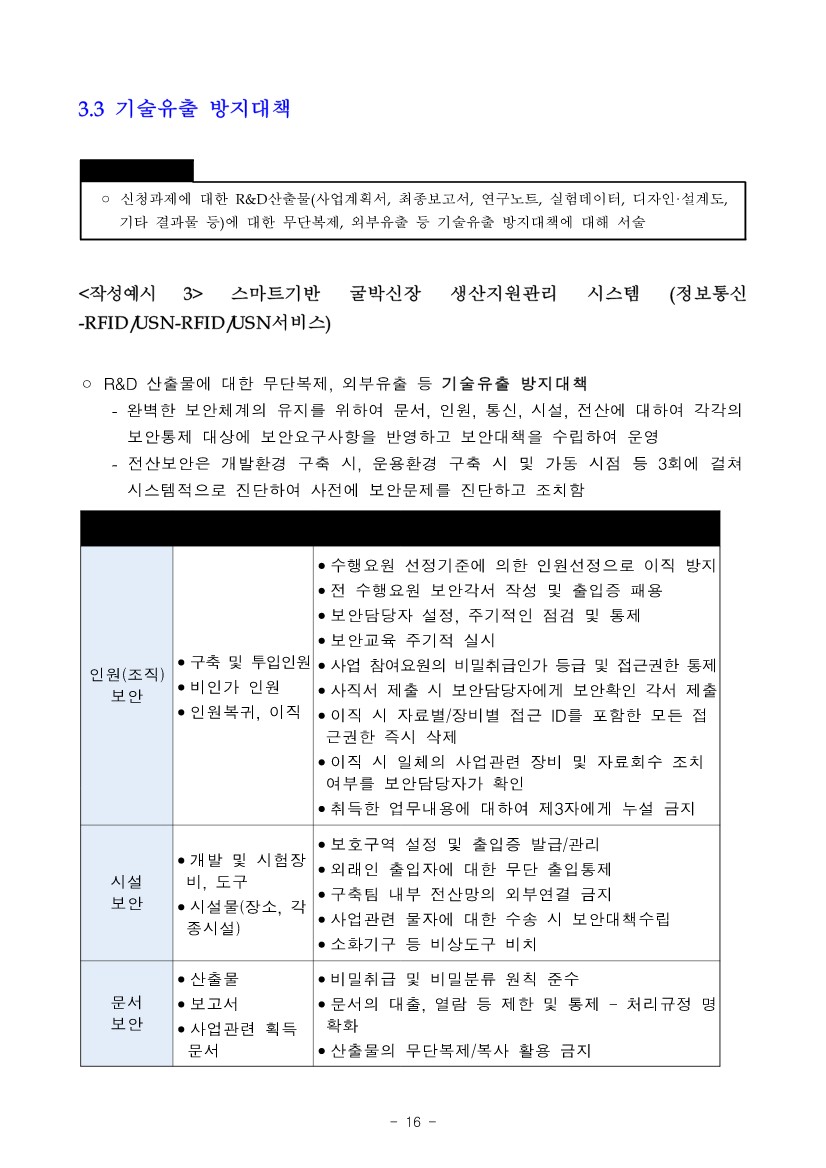 3.3 기술유출 방지대책
○ 신청과제에 대한 R&D산출물(사업계획서, 최종보고서, 연구노트, 실험데이터, 디자인·설계도,
기타 결과물 등)에 대한 무단복제, 외부유출 등 기술유출 방지대책에 대해 서술
<작성예시 3> 스마트기반 굴박신장 생산지원관리 시스템 (정보통신
-RFID/USN-RFID/USN서비스)
○ R&D 산출물에 대한 무단복제, 외부유출 등 기술유출 방지대책
- 완벽한 보안체계의 유지를 위하여 문서, 인원, 통신, 시설, 전산에 대하여 각각의
보안통제 대상에 보안요구사항을 반영하고 보안대책을 수립하여 운영
- 전산보안은 개발환경 구축 시, 운용환경 구축 시 및 가동 시점 등 3회에 걸쳐
시스템적으로 진단하여 사전에 보안문제를 진단하고 조치함
인원(조직)
보안
● 구축 및 투입인원
● 비인가 인원
● 인원복귀, 이직
● 수행요원 선정기준에 의한 인원선정으로 이직 방지
● 전 수행요원 보안각서 작성 및 출입증 패용
● 보안담당자 설정, 주기적인 점검 및 통제
● 보안교육 주기적 실시
● 사업 참여요원의 비밀취급인가 등급 및 접근권한 통제
● 사직서 제출 시 보안담당자에게 보안확인 각서 제출
● 이직 시 자료별/장비별 접근 ID를 포함한 모든 접
근권한 즉시 삭제
● 이직 시 일체의 사업관련 장비 및 자료회수 조치
여부를 보안담당자가 확인
● 취득한 업무내용에 대하여 제3자에게 누설 금지
시설
보안
● 개발 및 시험장
비, 도구
● 시설물(장소, 각
종시설)
● 보호구역 설정 및 출입증 발급/관리
● 외래인 출입자에 대한 무단 출입통제
● 구축팀 내부 전산망의 외부연결 금지
● 사업관련 물자에 대한 수송 시 보안대책수립
● 소화기구 등 비상도구 비치
문서
보안
● 산출물
● 보고서
● 사업관련 획득
문서
● 비밀취급 및 비밀분류 원칙 준수
● 문서의 대출, 열람 등 제한 및 통제 - 처리규정 명
확화
● 산출물의 무단복제/복사 활용 금지
- 16 -